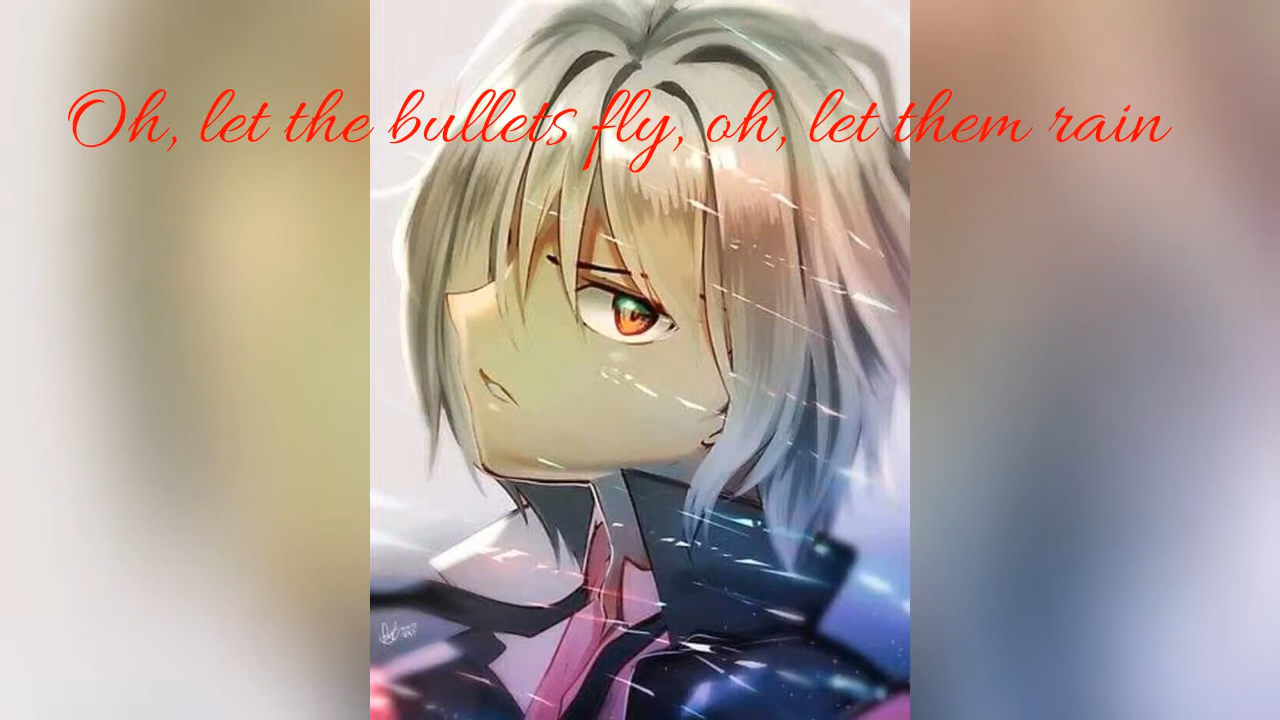 Oh, let the bullets fly, oh, let them rain